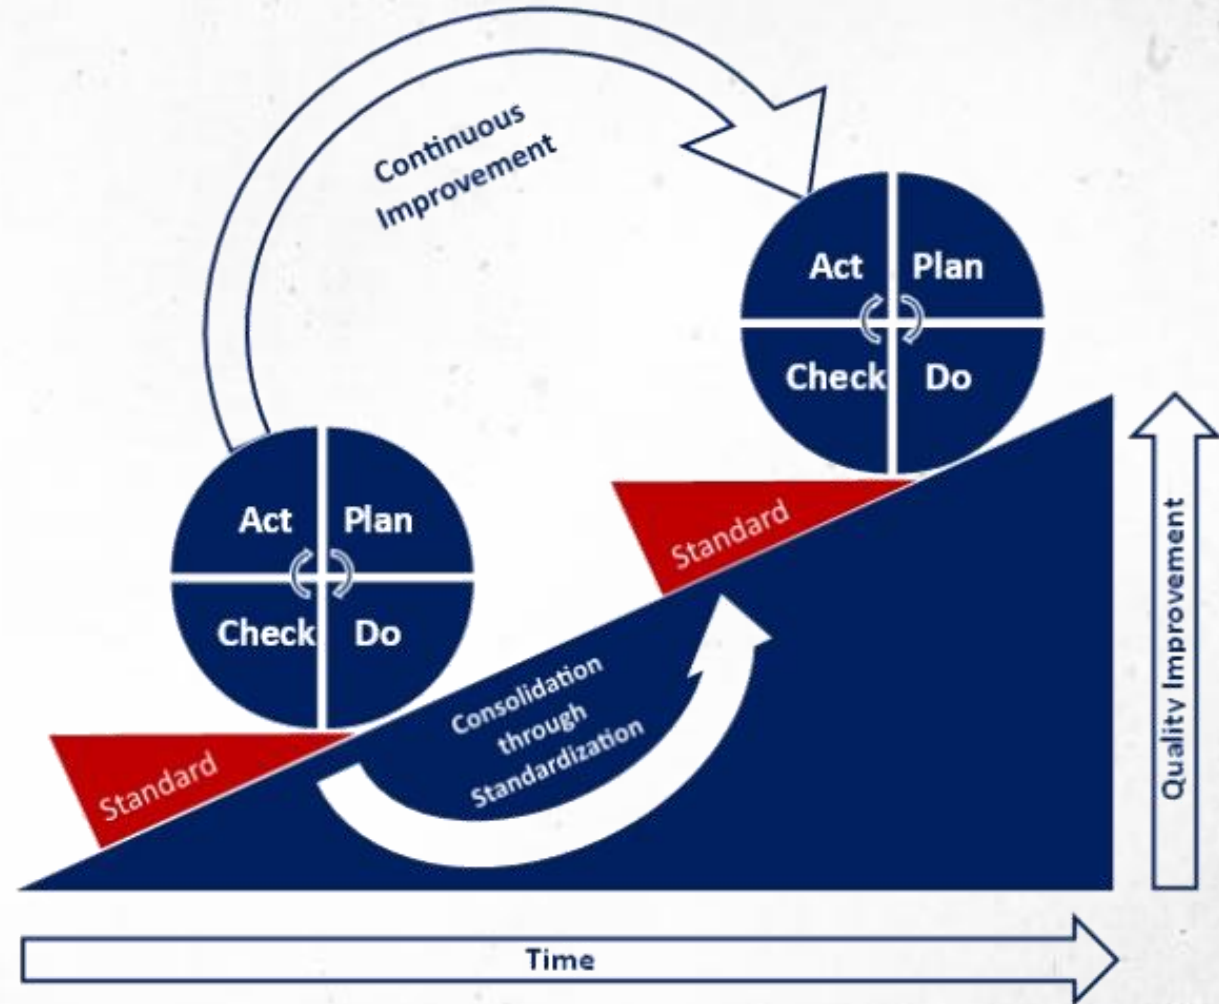 Continuous
Improvement
Act Plan
Check Do
Act Plan
Check Do
Standard
Standard
Consolidation
through
Standardization
Quality Improvement
Time